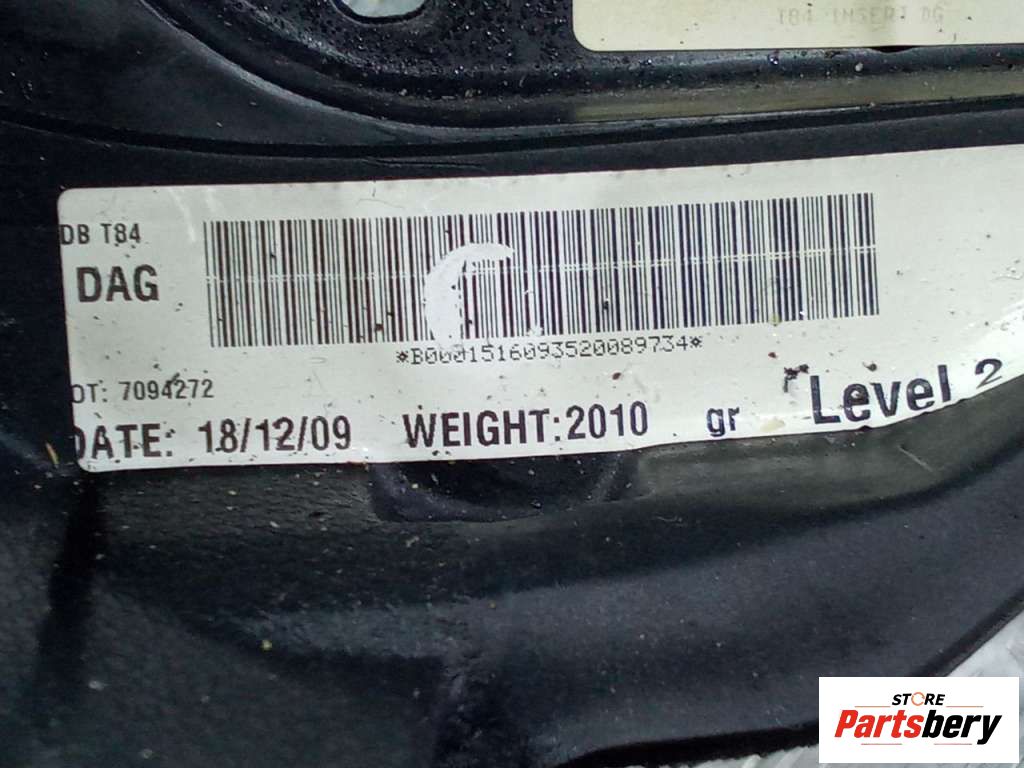 T84 INSERT DG
DB T84
DAG
*B000151609352008973​4*
OT: 7094272
DATE: 18/12/09 WEIGHT:2010 gr Level 2
STORE
Partsbery